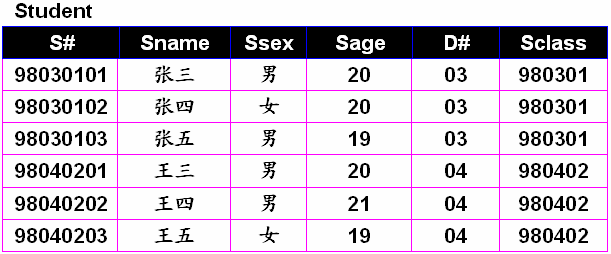 Student
S# Sname Ssex Sage D# Sclass
98030101 张三 男 20 03 980301
98030102 张四 女 20 03 980301
98030103 张五 男 19 03 980301
98040201 王三 男 20 04 980402
98040202 王四 男 21 04 980402
98040203 王五 女 19 04 980402